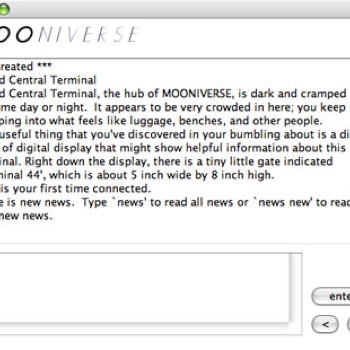 OONIVERSE
reated ***
d Central Terminal
d Central Terminal, the hub of MOONIVERSE, is dark and cramped
me day or night. It appears to be very crowded in here; you keep
ping into what feels like luggage, benches, and other people.
useful thing that you've discovered in your bumbling about is a di
of digital display that might show helpful information about this
inal. Right down the display, there is a tiny little gate indicated
minal 44', which is about 5 inch wide by 8 inch high.
is your first time connected.
e is new news. Type `news' to read all news or `news new' to read
new news.
ente
<